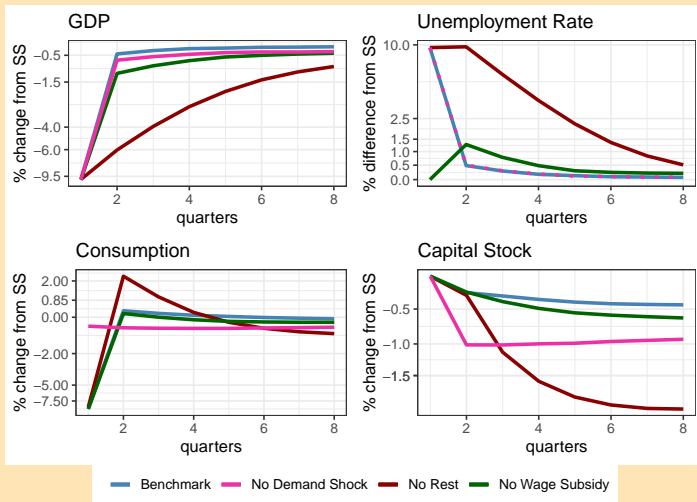 GDP
% change from SS
−0.5
−1.5
−4.0
−6.0
−9.5
2 4 6 8
quarters
Unemployment Rate
% difference from SS
10.0
2.5
1.5
1.0
0.5
0.0
2 4 6 8
quarters
Consumption
% change from SS
2.00
0.85
0.00
−2.00
−5.00
−7.50
2 4 6 8
quarters
Capital Stock
% change from SS
−0.5
−1.0
−1.5
2 4 6 8
quarters
Benchmark No Demand Shock No Rest No Wage Subsidy